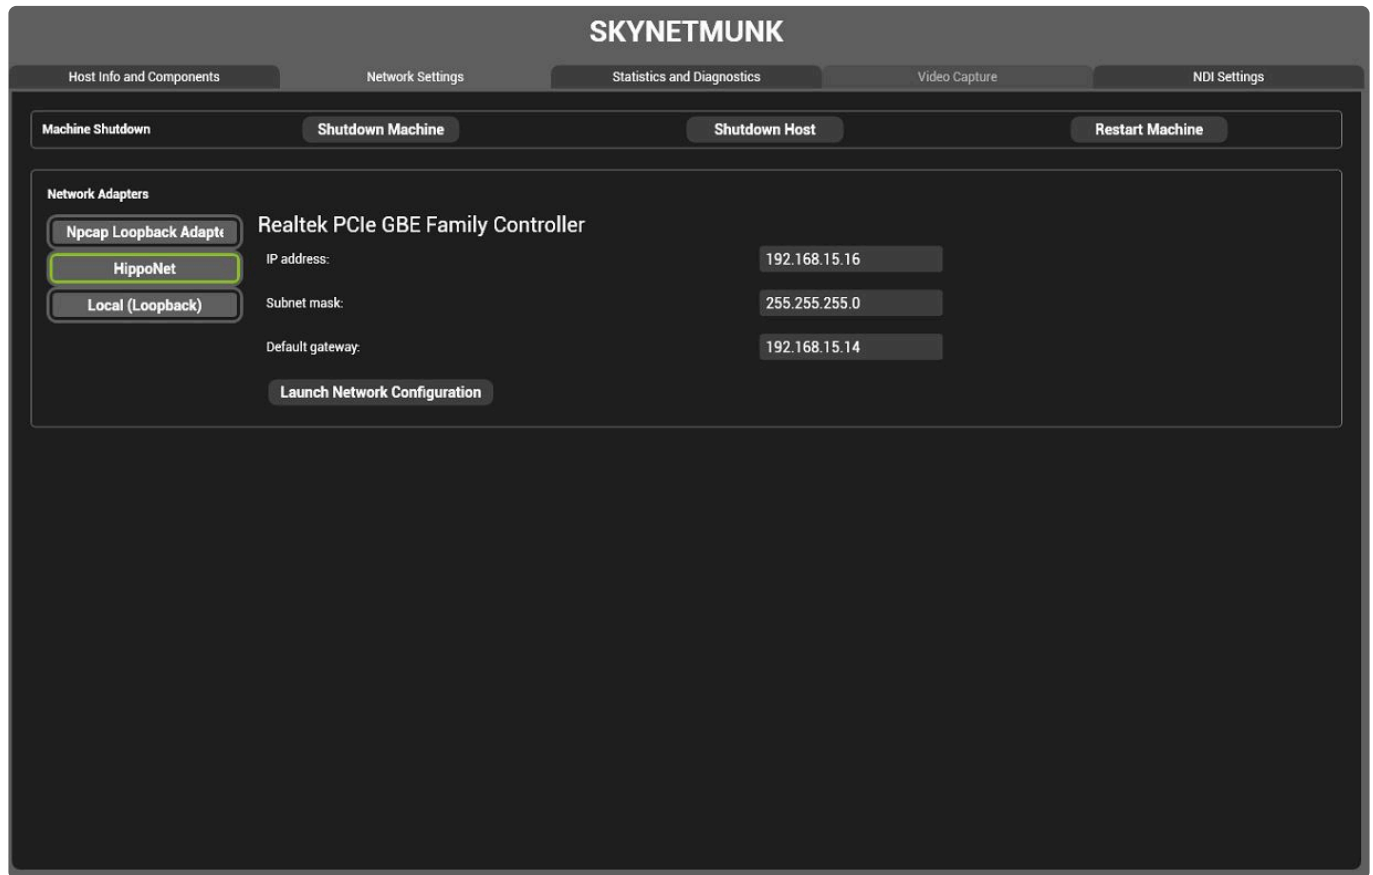 SKYNETMUNK
Host Info and Components Network Settings Statistics and Diagnostics Video Capture NDI Settings
Machine Shutdown Shutdown Machine Shutdown Host Restart Machine
Network Adapters
Npcap Loopback Adapte
Realtek PCIe GBE Family Controller
HippoNet
IP address: 192.168.15.16
Local (Loopback)
Subnet mask: 255.255.255.0
Default gateway: 192.168.15.14
Launch Network Configuration